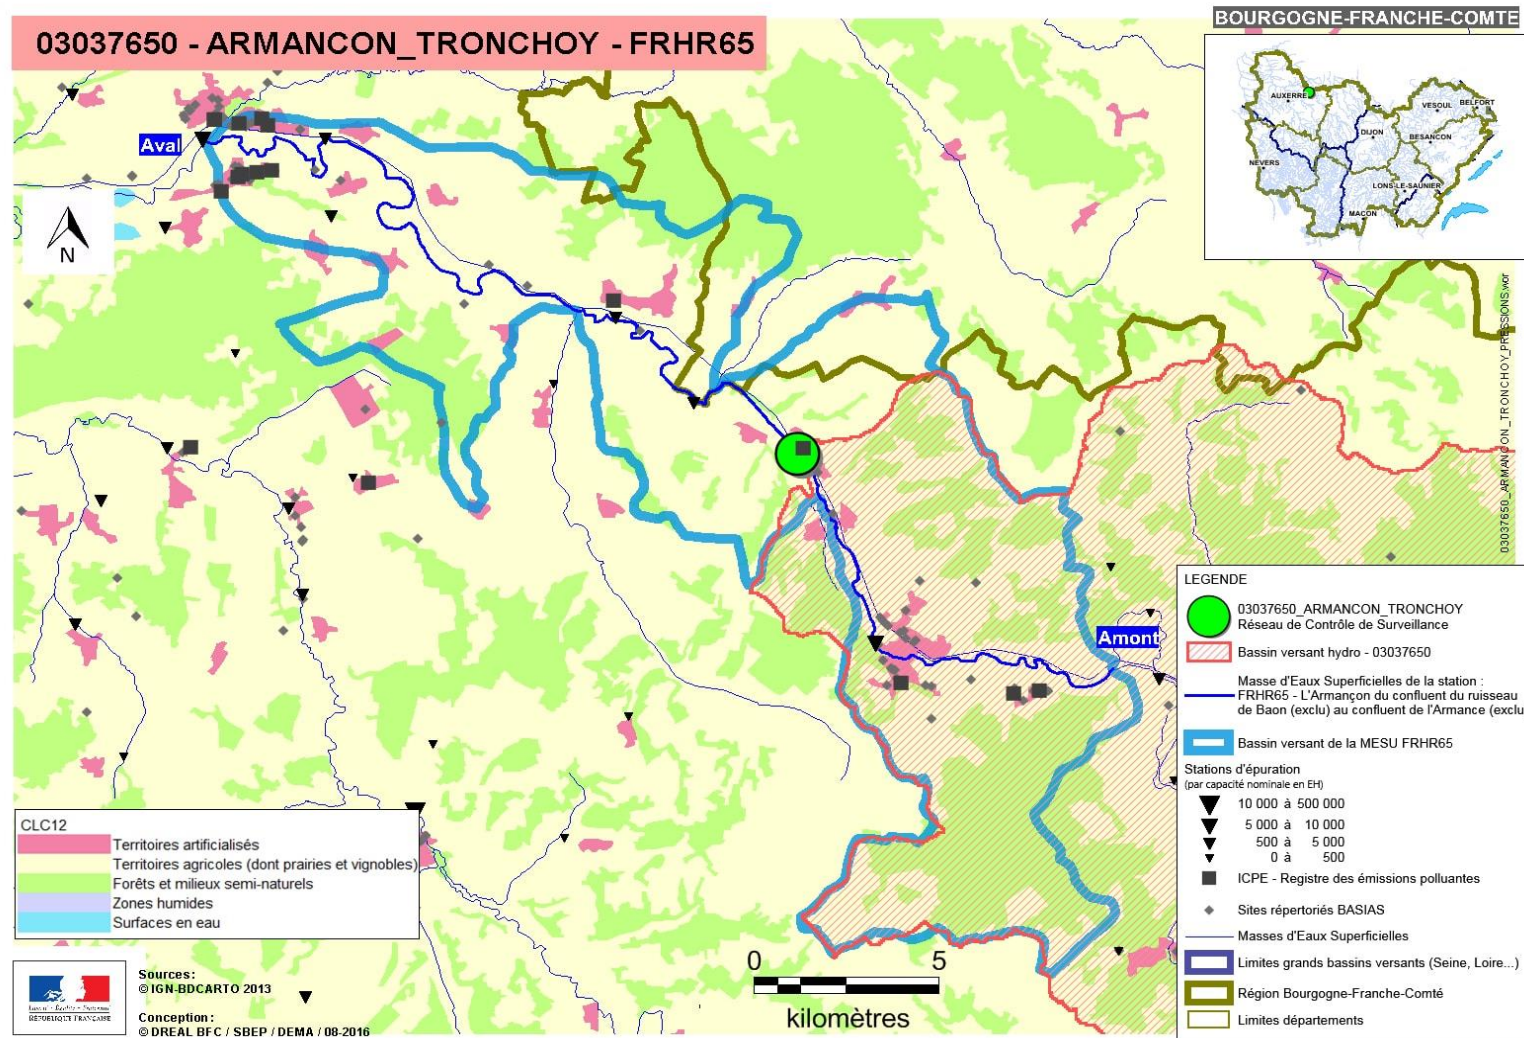 BOURGOGNE-FRANCHE-COMTE
03037650 - ARMANCON_TRONCHOY - FRHR65
AUXERRE
VESOUL
BELFORT
DIJON
BESANCON
NEVERS
LONS-LE-SAUNIER
MACON
Aval
N
03037650_ARMANCON_TRONCHOY_PRESSIONS.wor
Amont
LEGENDE
03037650_ARMANCON_TRONCHOY
Réseau de Contrôle de Surveillance
Bassin versant hydro - 03037650
Masse d'Eaux Superficielles de la station :
FRHR65 - L'Armançon du confluent du ruisseau
de Baon (exclu) au confluent de l'Armance (exclu
Bassin versant de la MESU FRHR65
Stations d'épuration
(par capacité nominale en EH)
10 000 à 500 000
5 000 à 10 000
500 à 5 000
0 à 500
ICPE - Registre des émissions polluantes
Sites répertoriés BASIAS
Masses d'Eaux Superficielles
Limites grands bassins versants (Seine, Loire...)
Région Bourgogne-Franche-Comté
Limites départements
CLC12
Territoires artificialisés
Territoires agricoles (dont prairies et vignobles)
Forêts et milieux semi-naturels
Zones humides
Surfaces en eau
0 5
kilomètres
RÉPUBLIQUE FRANÇAISE
Sources :
© IGN-BDCARTO 2013
Conception :
© DREAL BFC / SBEP / DEMA / 08-2016